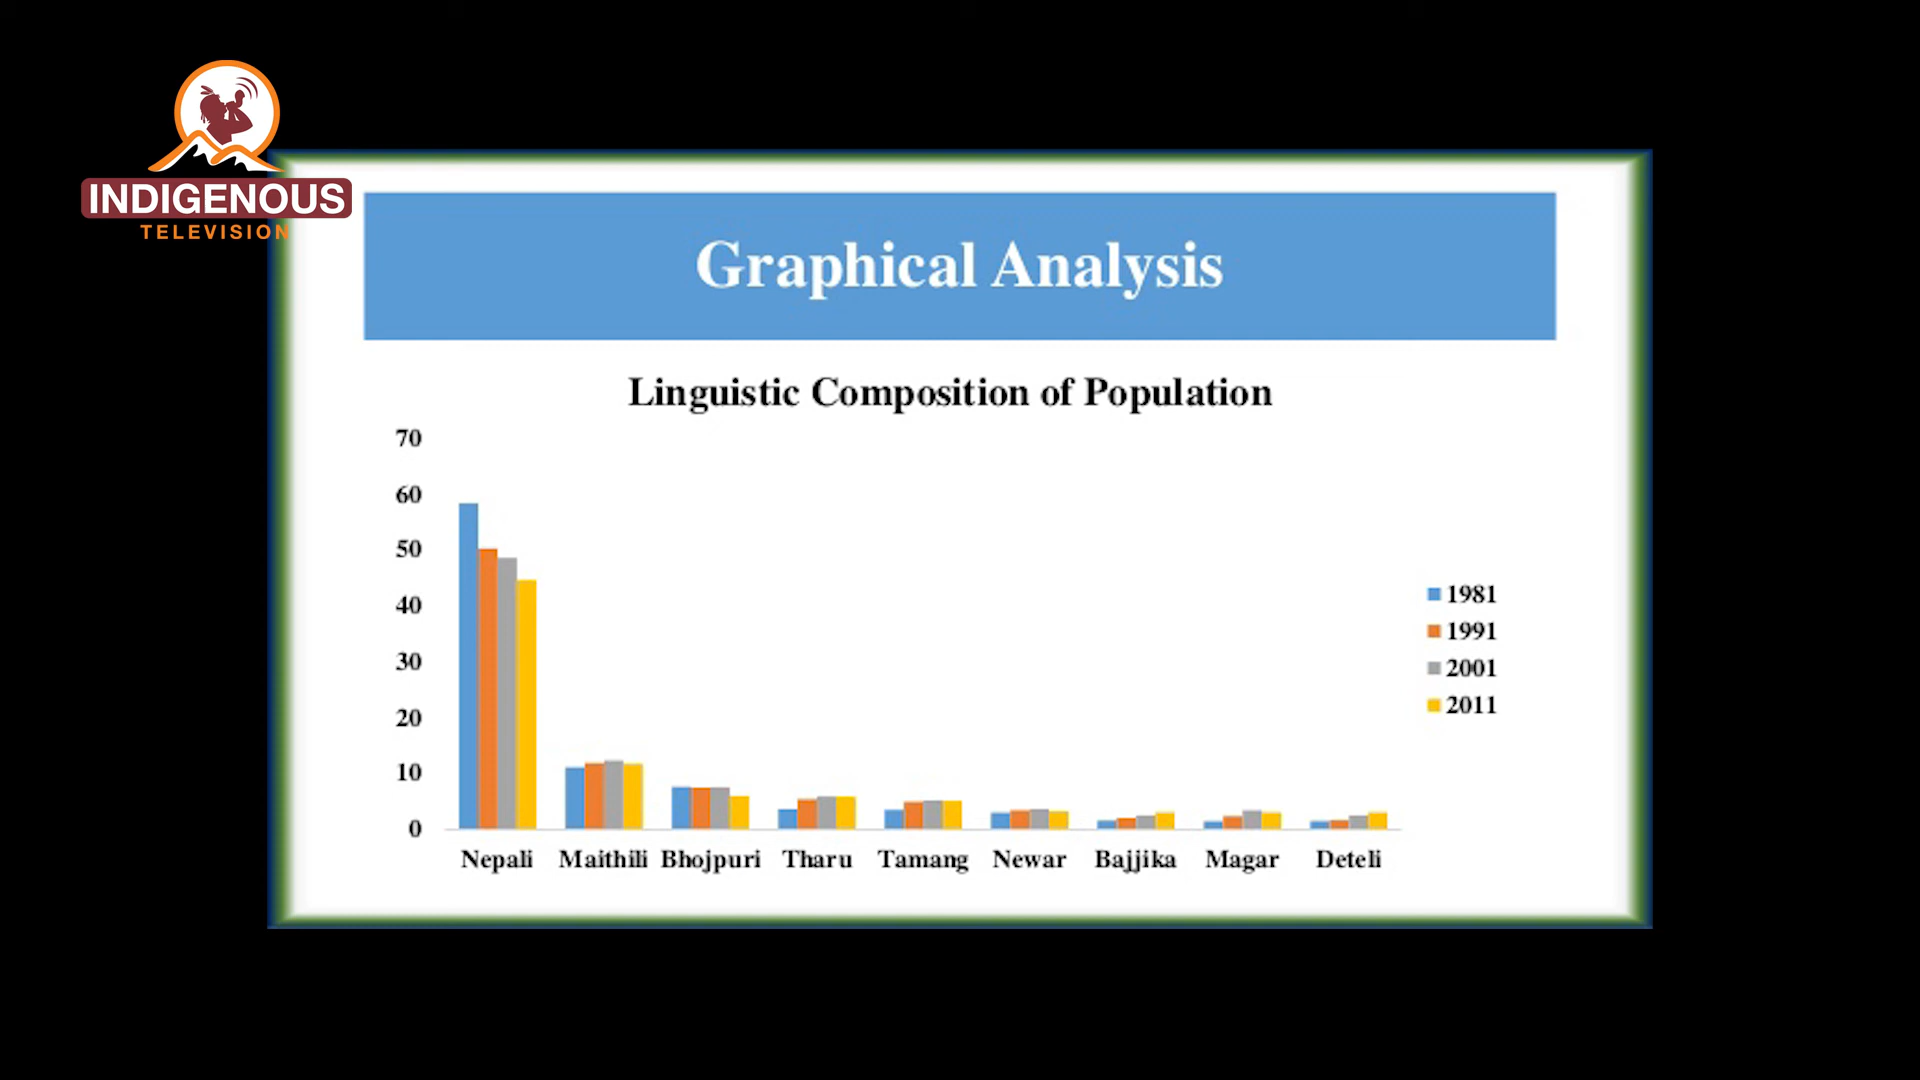 INDIGENOUS
TELEVISION
Graphical Analysis
Linguistic Composition of Population
70
60
50
40
30
20
10
0
Nepali Maithili Bhojpuri Tharu Tamang Newar Bajjika Magar Deteli
1981
1991
2001
2011